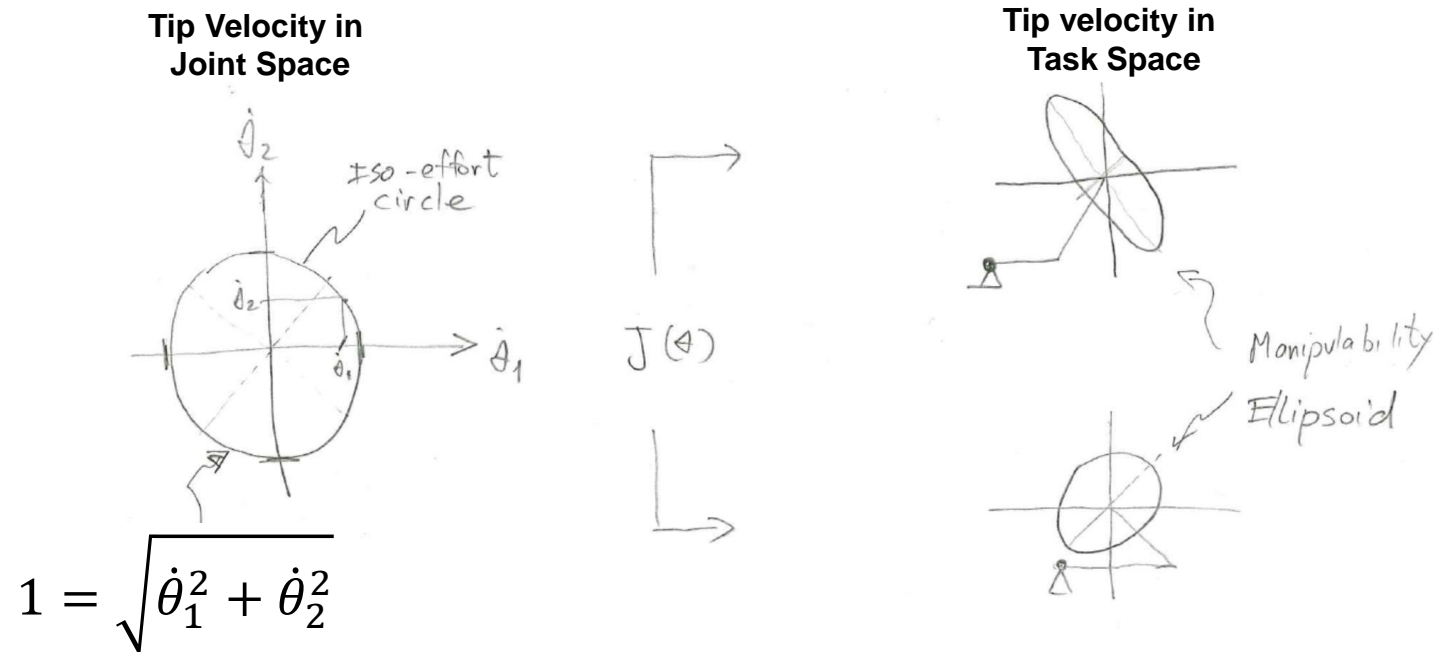 Tip Velocity in
Joint Space
θ̇₂
Iso-effort
circle
θ̇₂
θ̇₁
θ̇₁
1 = √(θ̇₁² + θ̇₂²)
J(θ)
Tip velocity in
Task Space
Manipulability
Ellipsoid